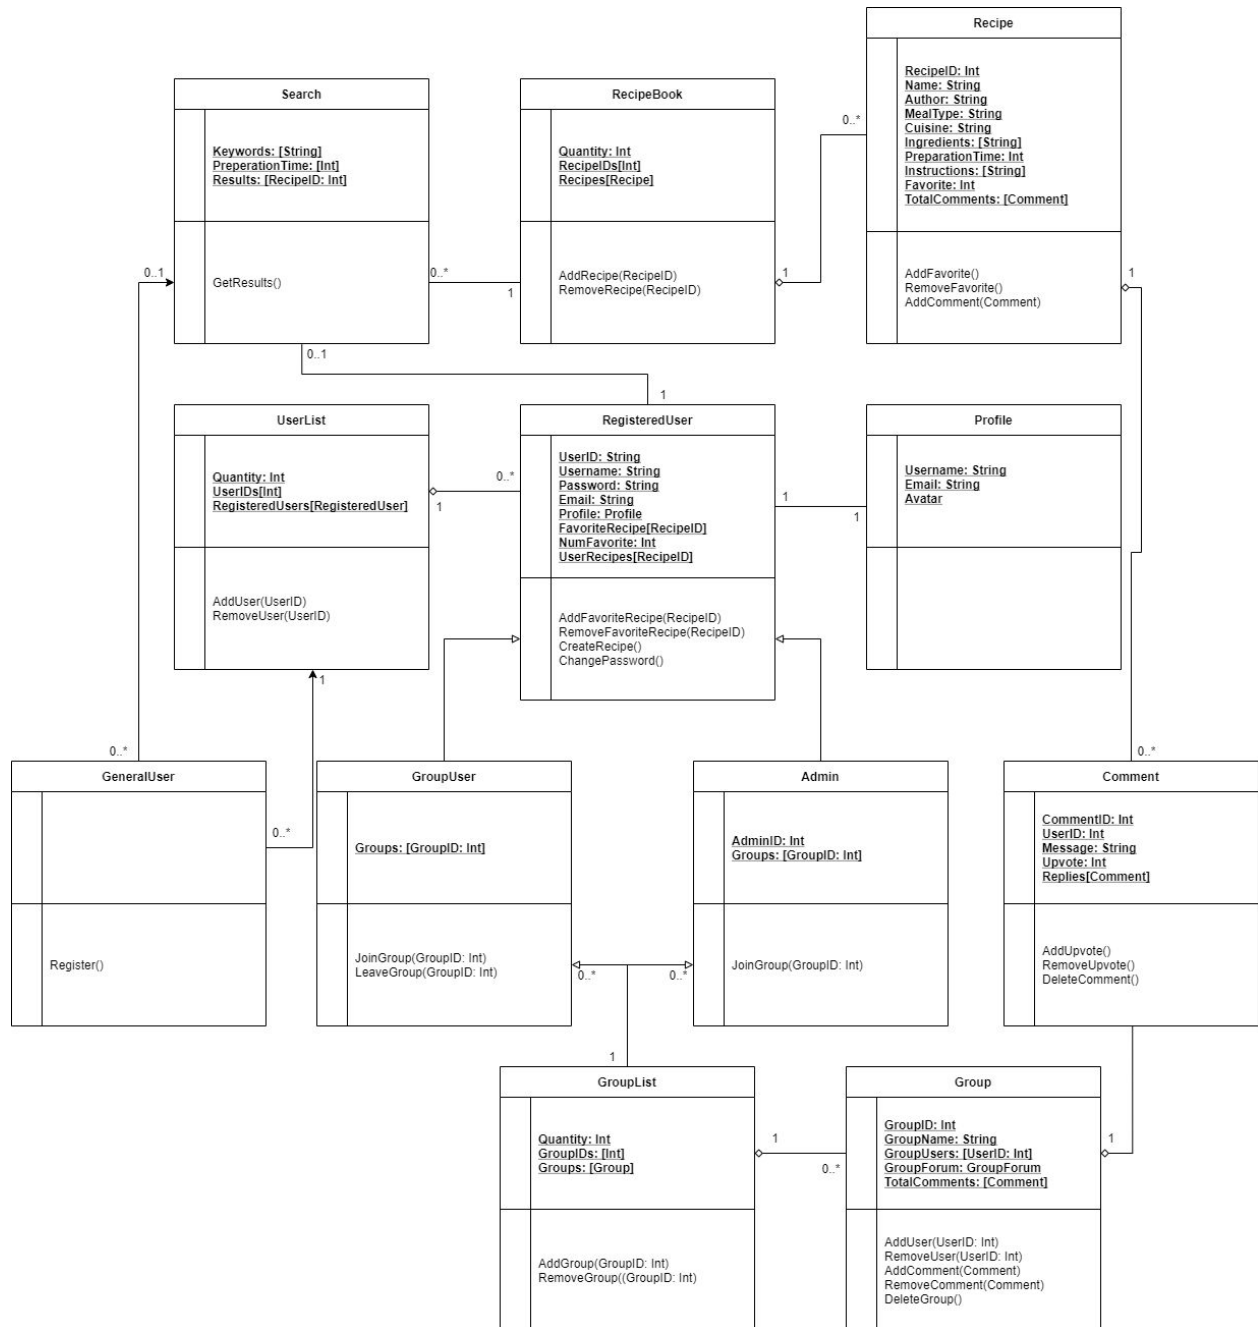 Recipe
RecipeID: Int
Name: String
Author: String
MealType: String
Cuisine: String
Ingredients: [String]
PreparationTime: Int
Instructions: [String]
Favorite: Int
TotalComments: [Comment]
AddFavorite()
RemoveFavorite()
AddComment(Comment)
Search
Keywords: [String]
PreperationTime: [Int]
Results: [RecipeID: Int]
GetResults()
RecipeBook
Quantity: Int
RecipeIDs[Int]
Recipes[Recipe]
AddRecipe(RecipeID)
RemoveRecipe(RecipeID)
0..*
0..1
0..*
1
1
1
0..1
1
UserList
Quantity: Int
UserIDs[Int]
RegisteredUsers[RegisteredUser]
AddUser(UserID)
RemoveUser(UserID)
RegisteredUser
UserID: String
Username: String
Password: String
Email: String
Profile: Profile
FavoriteRecipe[RecipeID]
NumFavorite: Int
UserRecipes[RecipeID]
AddFavoriteRecipe(RecipeID)
RemoveFavoriteRecipe(RecipeID)
CreateRecipe()
ChangePassword()
Profile
Username: String
Email: String
Avatar
0..*
1
1
1
1
0..*
0..*
GeneralUser
Register()
0..*
GroupUser
Groups: [GroupID: Int]
JoinGroup(GroupID: Int)
LeaveGroup(GroupID: Int)
Admin
AdminID: Int
Groups: [GroupID: Int]
JoinGroup(GroupID: Int)
Comment
CommentID: Int
UserID: Int
Message: String
Upvote: Int
Replies[Comment]
AddUpvote()
RemoveUpvote()
DeleteComment()
0..*
0..*
1
GroupList
Quantity: Int
GroupIDs: [Int]
Groups: [Group]
AddGroup(GroupID: Int)
RemoveGroup((GroupID: Int)
1
0..*
Group
GroupID: Int
GroupName: String
GroupUsers: [UserID: Int]
GroupForum: GroupForum
TotalComments: [Comment]
AddUser(UserID: Int)
RemoveUser(UserID: Int)
AddComment(Comment)
RemoveComment(Comment)
DeleteGroup()
1